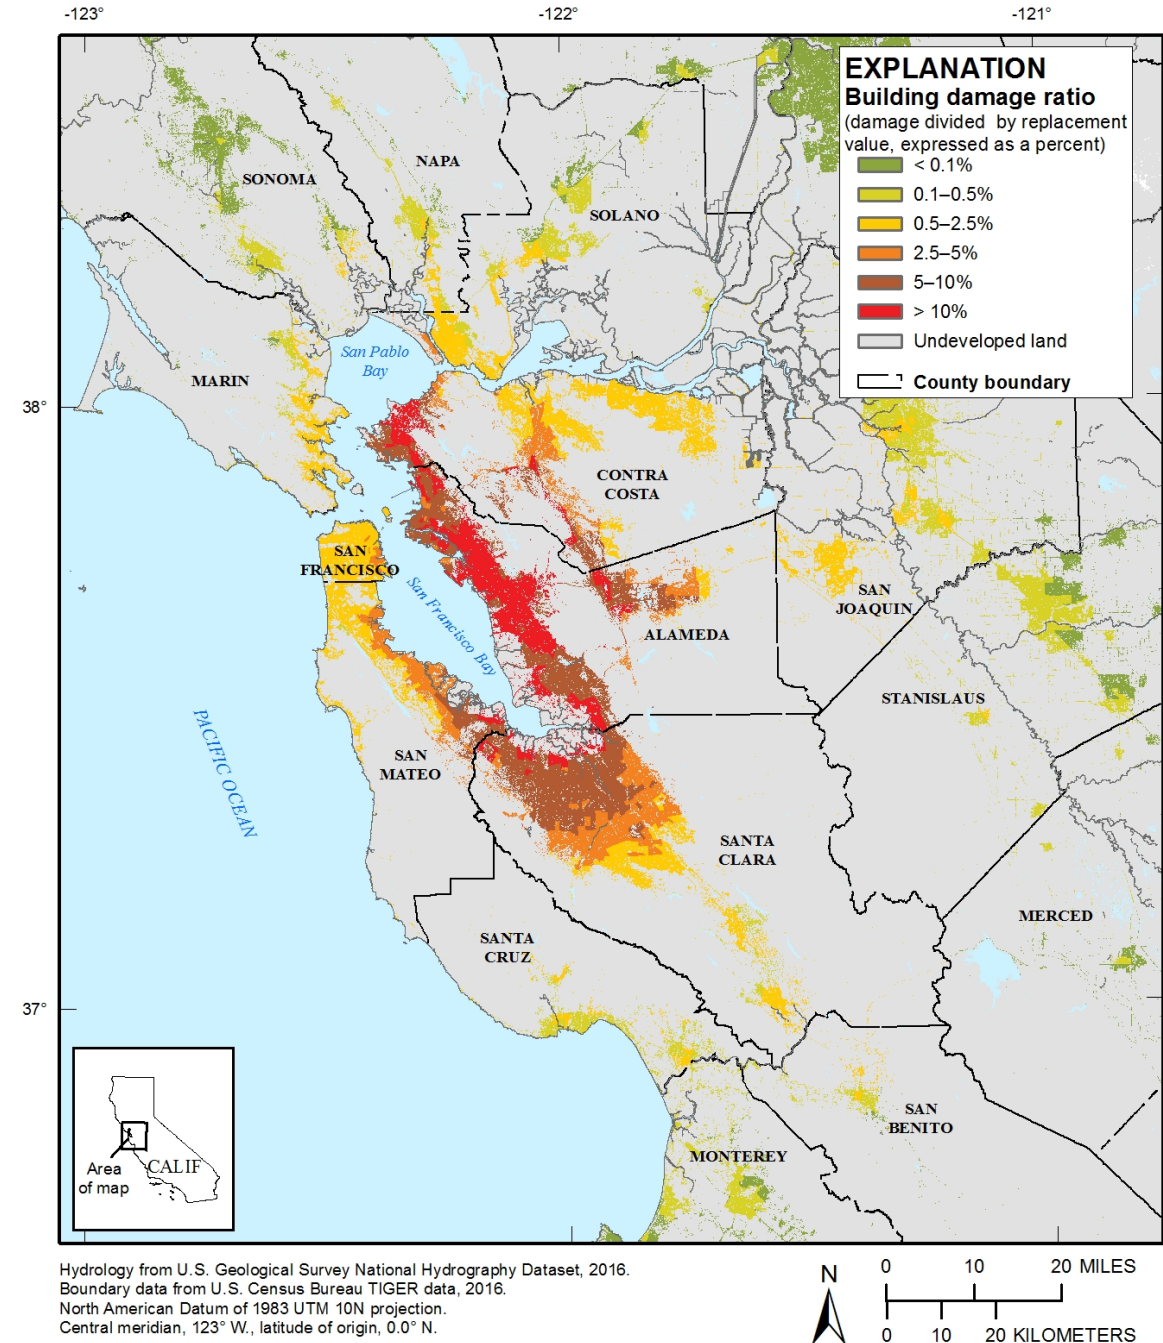 -123°
-122°
-121°
EXPLANATION
Building damage ratio
(damage divided by replacement
value, expressed as a percent)
< 0.1%
0.1–0.5%
0.5–2.5%
2.5–5%
5–10%
> 10%
Undeveloped land
County boundary
NAPA
SONOMA
SOLANO
San Pablo
Bay
MARIN
38°
CONTRA
COSTA
SAN
FRANCISCO
San Francisco Bay
SAN
JOAQUIN
ALAMEDA
STANISLAUS
PACIFIC OCEAN
SAN
MATEO
SANTA
CLARA
MERCED
SANTA
CRUZ
37°
SAN
BENITO
MONTEREY
CALIF
Area
of map
Hydrology from U.S. Geological Survey National Hydrography Dataset, 2016.
Boundary data from U.S. Census Bureau TIGER data, 2016.
North American Datum of 1983 UTM 10N projection.
Central meridian, 123° W., latitude of origin, 0.0° N.
N
0 10 20 MILES
0 10 20 KILOMETERS